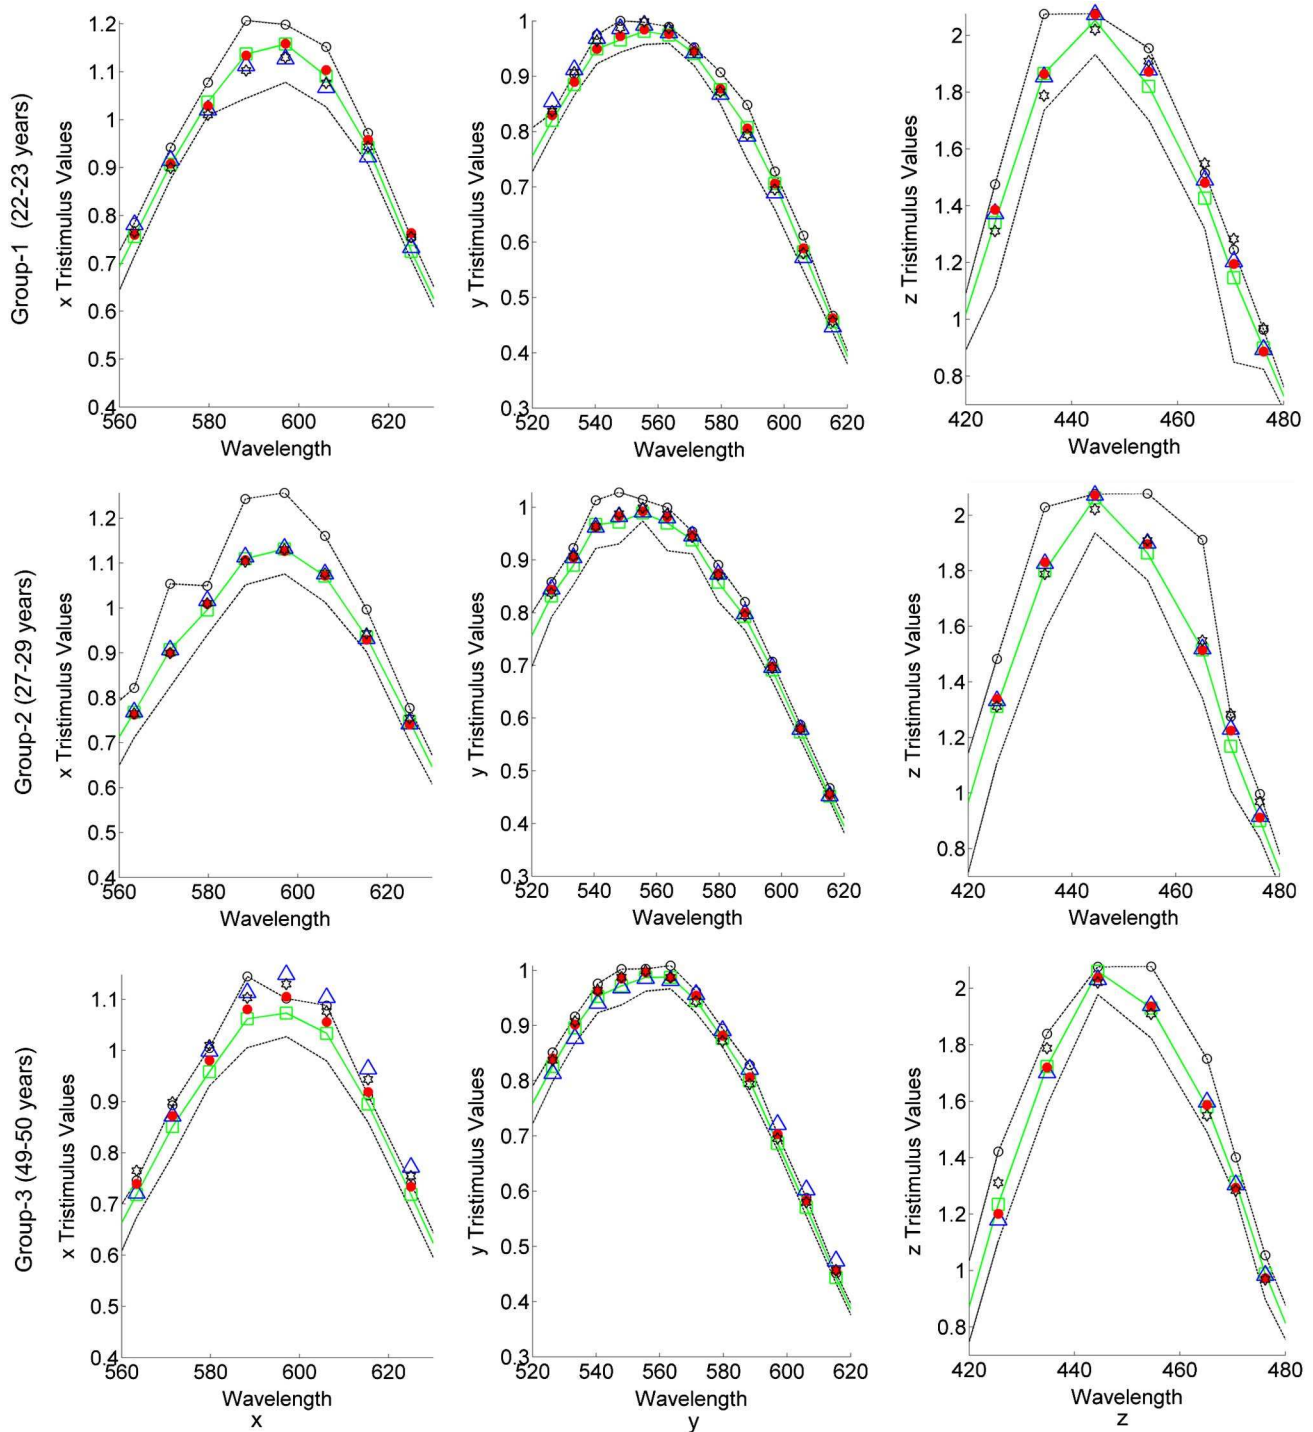 Group-1 (22-23 years)
x Tristimulus Values
1.2
1.1
1
0.9
0.8
0.7
0.6
0.5
0.4
560 580 600 620
Wavelength
y Tristimulus Values
1
0.9
0.8
0.7
0.6
0.5
0.4
0.3
520 540 560 580 600 620
Wavelength
z Tristimulus Values
2
1.8
1.6
1.4
1.2
1
0.8
420 440 460 480
Wavelength
Group-2 (27-29 years)
x Tristimulus Values
1.2
1.1
1
0.9
0.8
0.7
0.6
0.5
0.4
560 580 600 620
Wavelength
y Tristimulus Values
1
0.9
0.8
0.7
0.6
0.5
0.4
0.3
520 540 560 580 600 620
Wavelength
z Tristimulus Values
2
1.8
1.6
1.4
1.2
1
0.8
420 440 460 480
Wavelength
Group-3 (49-50 years)
x Tristimulus Values
1.1
1
0.9
0.8
0.7
0.6
0.5
0.4
560 580 600 620
Wavelength
x
y Tristimulus Values
1
0.9
0.8
0.7
0.6
0.5
0.4
0.3
520 540 560 580 600 620
Wavelength
y
z Tristimulus Values
2
1.8
1.6
1.4
1.2
1
0.8
420 440 460 480
Wavelength
z